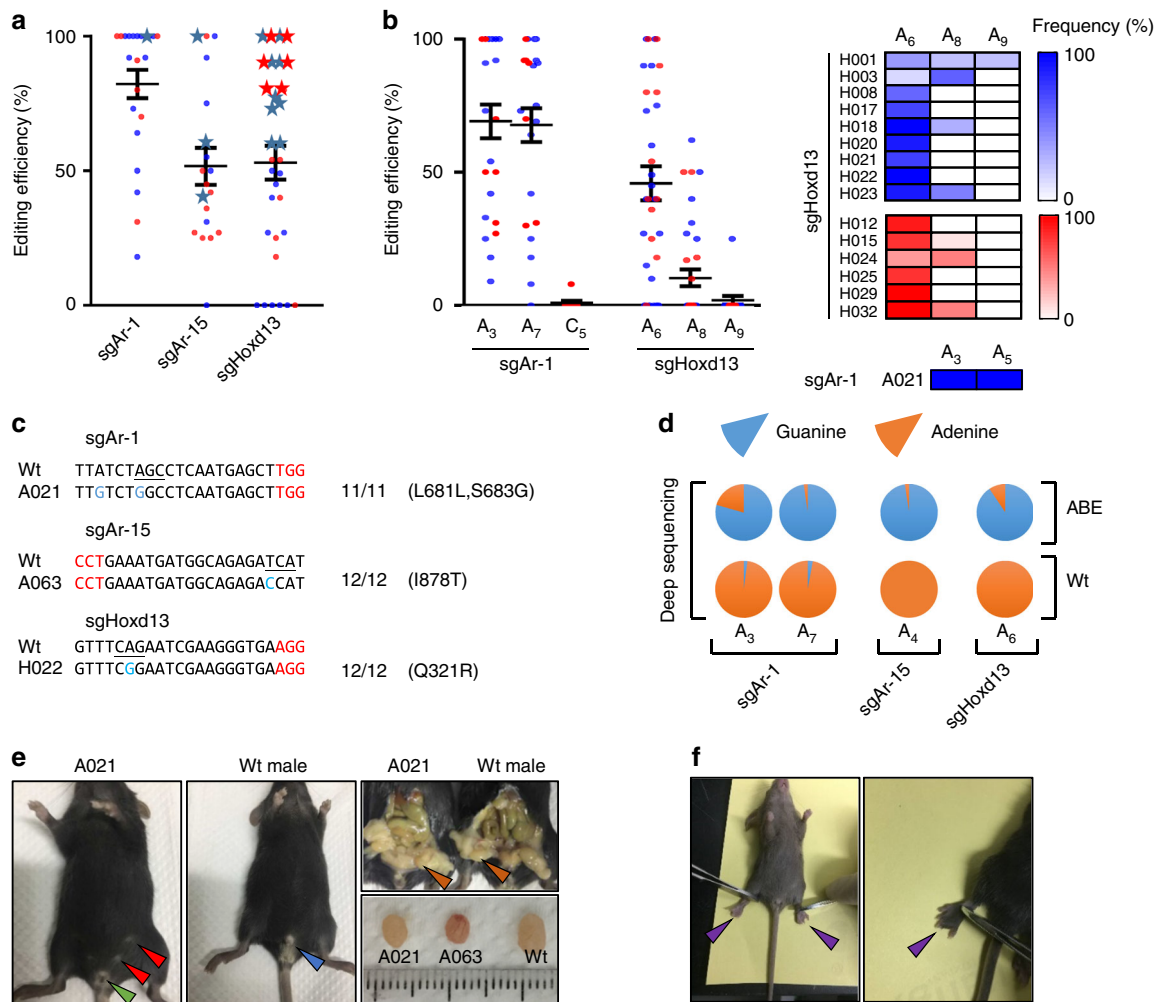 a
100
50
0
Editing efficiency (%)
sgAr-1
sgAr-15
sgHoxd13
b
100
50
0
Editing efficiency (%)
A3 A7 C5
sgAr-1
A6 A8 A9
sgHoxd13
A6 A8 A9
Frequency (%)
sgHoxd13
H001
H003
H008
H017
H018
H020
H021
H022
H023
100
0
H012
H015
H024
H025
H029
H032
100
0
A3 A5
sgAr-1 A021
c
sgAr-1
Wt TTATCTAGCCTCAATGAGCTTGG
A021 TTGTCTGGCCTCAATGAGCTTGG 11/11 (L681L,S683G)
sgAr-15
Wt CCTGAAATGATGGCAGAGATCAT
A063 CCTGAAATGATGGCAGAGACCAT 12/12 (I878T)
sgHoxd13
Wt GTTTCAGAATCGAAGGGTGAAGG
H022 GTTTCGGAATCGAAGGGTGAAGG 12/12 (Q321R)
d
Guanine Adenine
Deep sequencing
ABE
Wt
A3 A7 A4 A6
sgAr-1 sgAr-15 sgHoxd13
e
A021 Wt male A021 Wt male
A021 A063 Wt
f